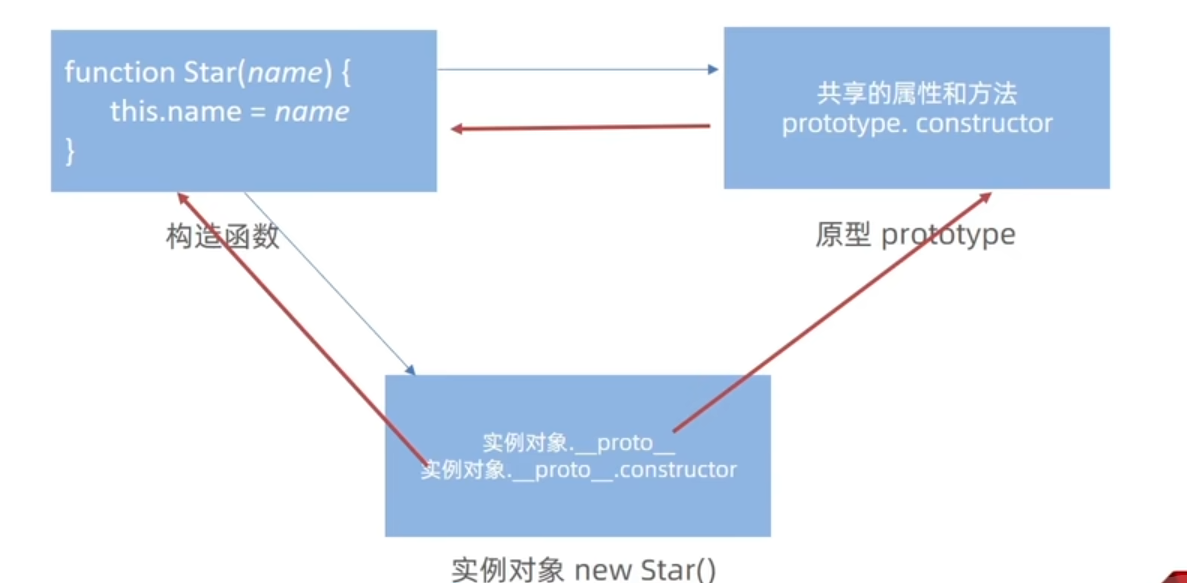 function Star(name) {
this.name = name
}
共享的属性和方法
prototype. constructor
构造函数
原型 prototype
实例对象.__proto__
实例对象.__proto__.constructor
实例对象 new Star()